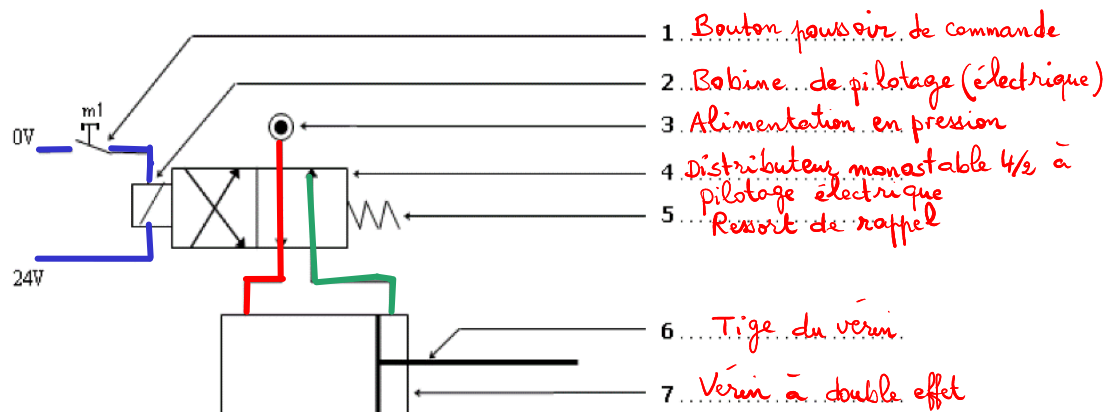 1 Bouton poussoir de commande
2 Bobine de pilotage (électrique)
m1
0V
3 Alimentation en pression
4 Distributeur monostable 4/2 à
pilotage électrique
5 Ressort de rappel
24V
6 Tige du vérin
7 Vérin à double effet